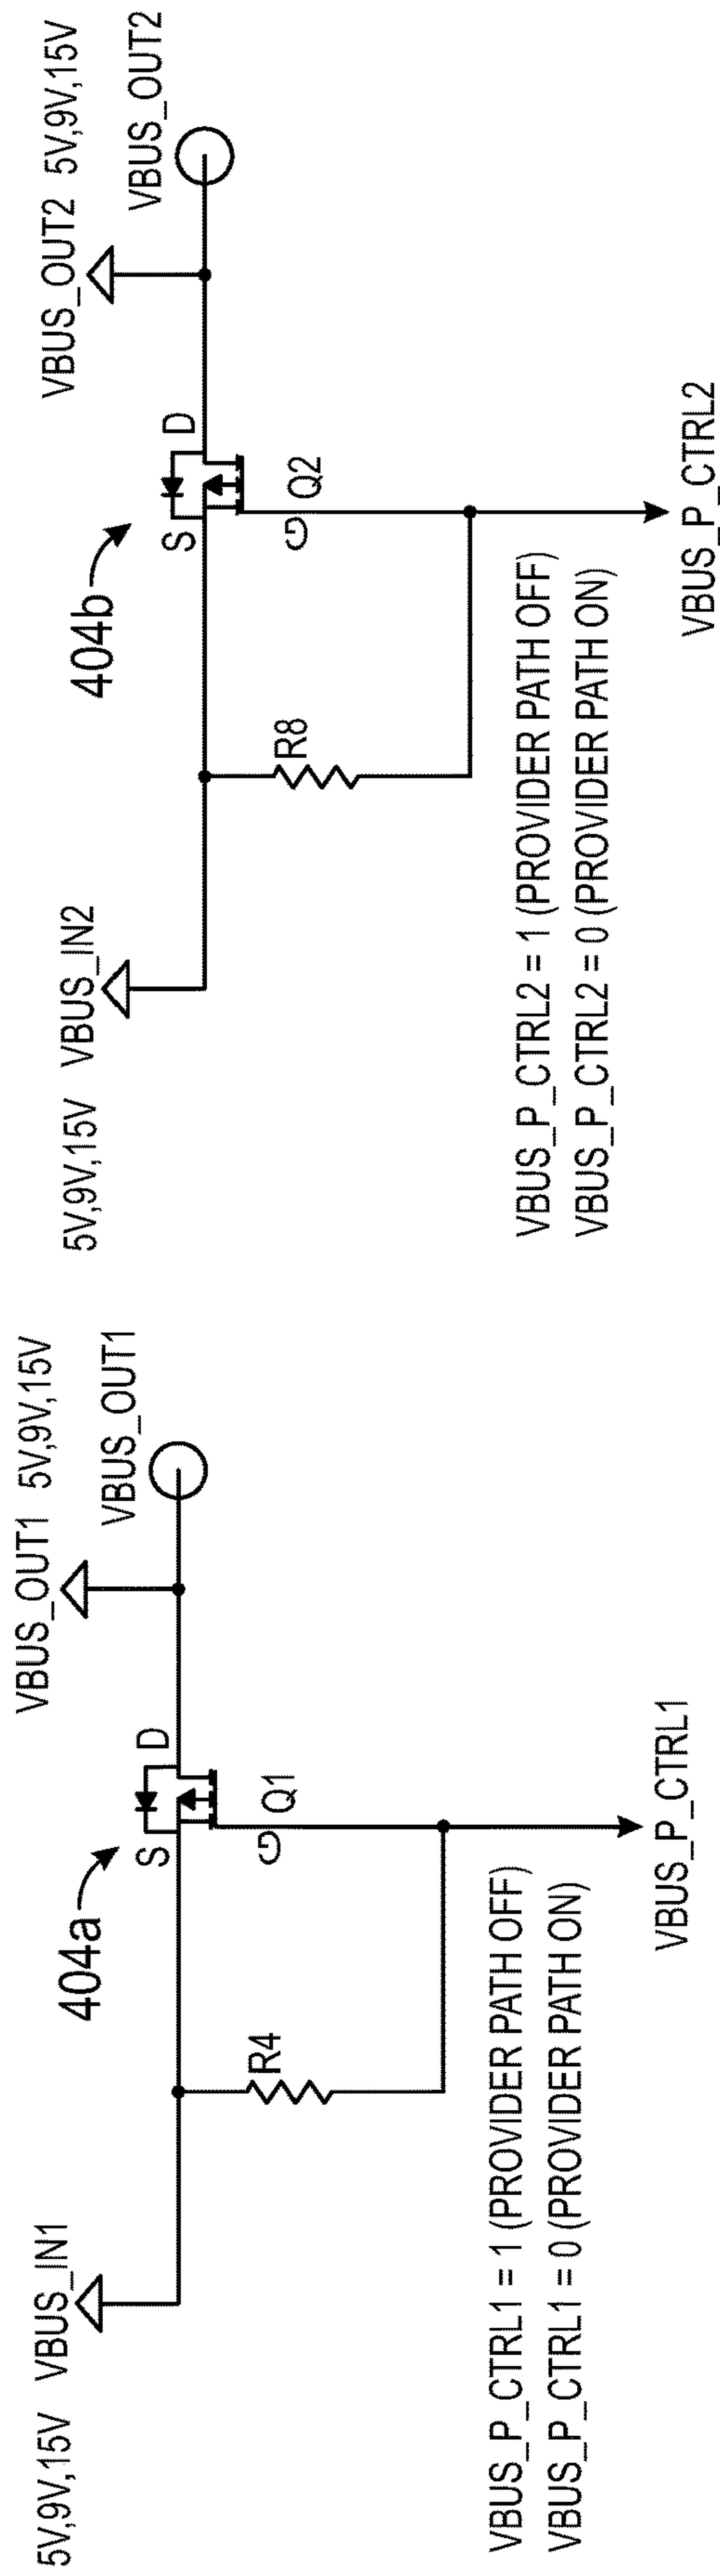 5V,9V,15V VBUS_IN1
404a
S
D
VBUS_OUT1 5V,9V,15V
VBUS_OUT1
R4
G
Q1
VBUS_P_CTRL1 = 1 (PROVIDER PATH OFF)
VBUS_P_CTRL1 = 0 (PROVIDER PATH ON)
VBUS_P_CTRL1
5V,9V,15V VBUS_IN2
404b
S
D
VBUS_OUT2 5V,9V,15V
VBUS_OUT2
R8
G
Q2
VBUS_P_CTRL2 = 1 (PROVIDER PATH OFF)
VBUS_P_CTRL2 = 0 (PROVIDER PATH ON)
VBUS_P_CTRL2